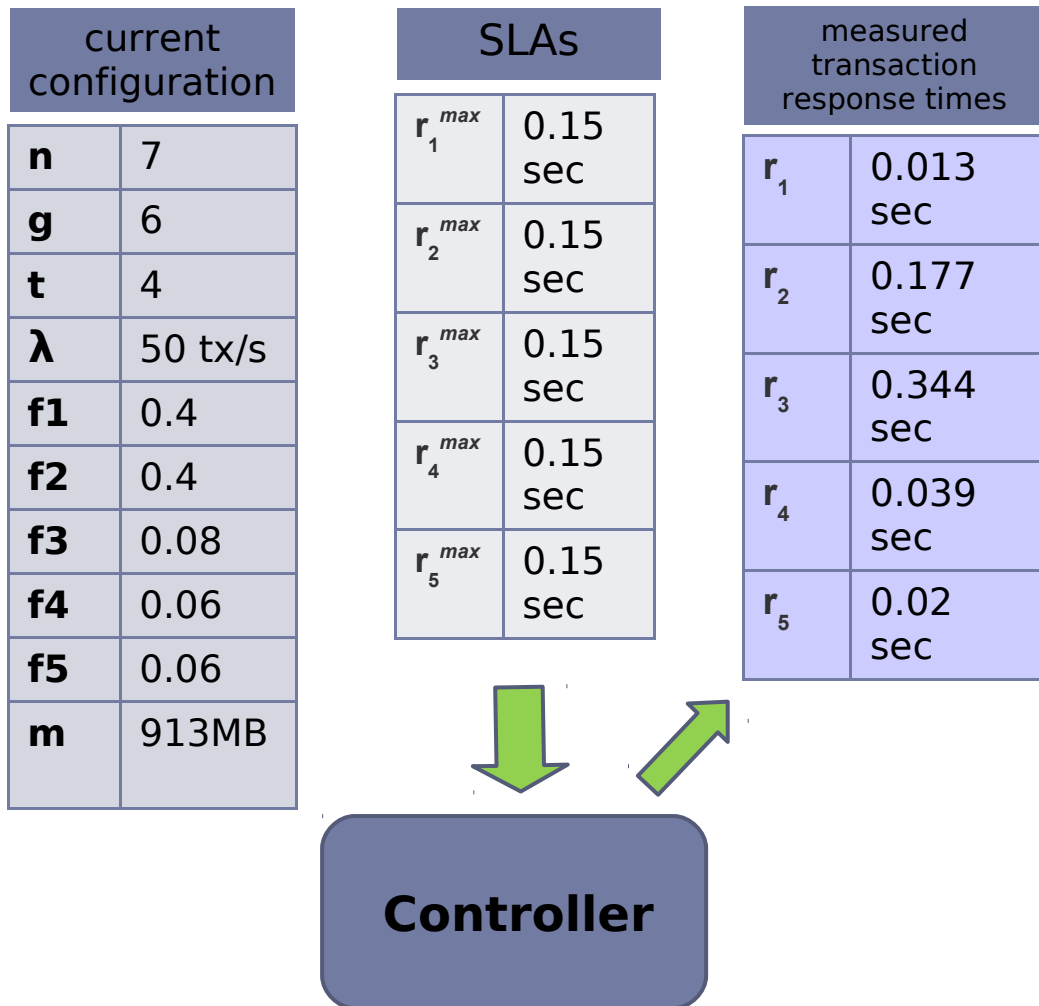 current
configuration
n 7
g 6
t 4
λ 50 tx/s
f1 0.4
f2 0.4
f3 0.08
f4 0.06
f5 0.06
m 913MB
SLAs
r1max 0.15
sec
r2max 0.15
sec
r3max 0.15
sec
r4max 0.15
sec
r5max 0.15
sec
measured
transaction
response times
r1 0.013
sec
r2 0.177
sec
r3 0.344
sec
r4 0.039
sec
r5 0.02
sec
Controller